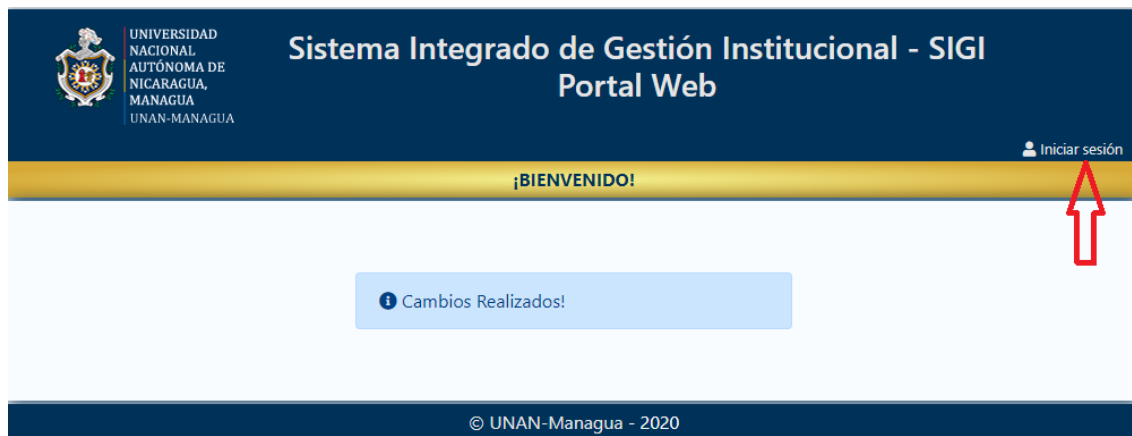 UNIVERSIDAD
NACIONAL
AUTÓNOMA DE
NICARAGUA,
MANAGUA
UNAN-MANAGUA
Sistema Integrado de Gestión Institucional - SIGI
Portal Web
Iniciar sesión
¡BIENVENIDO!
Cambios Realizados!
© UNAN-Managua - 2020